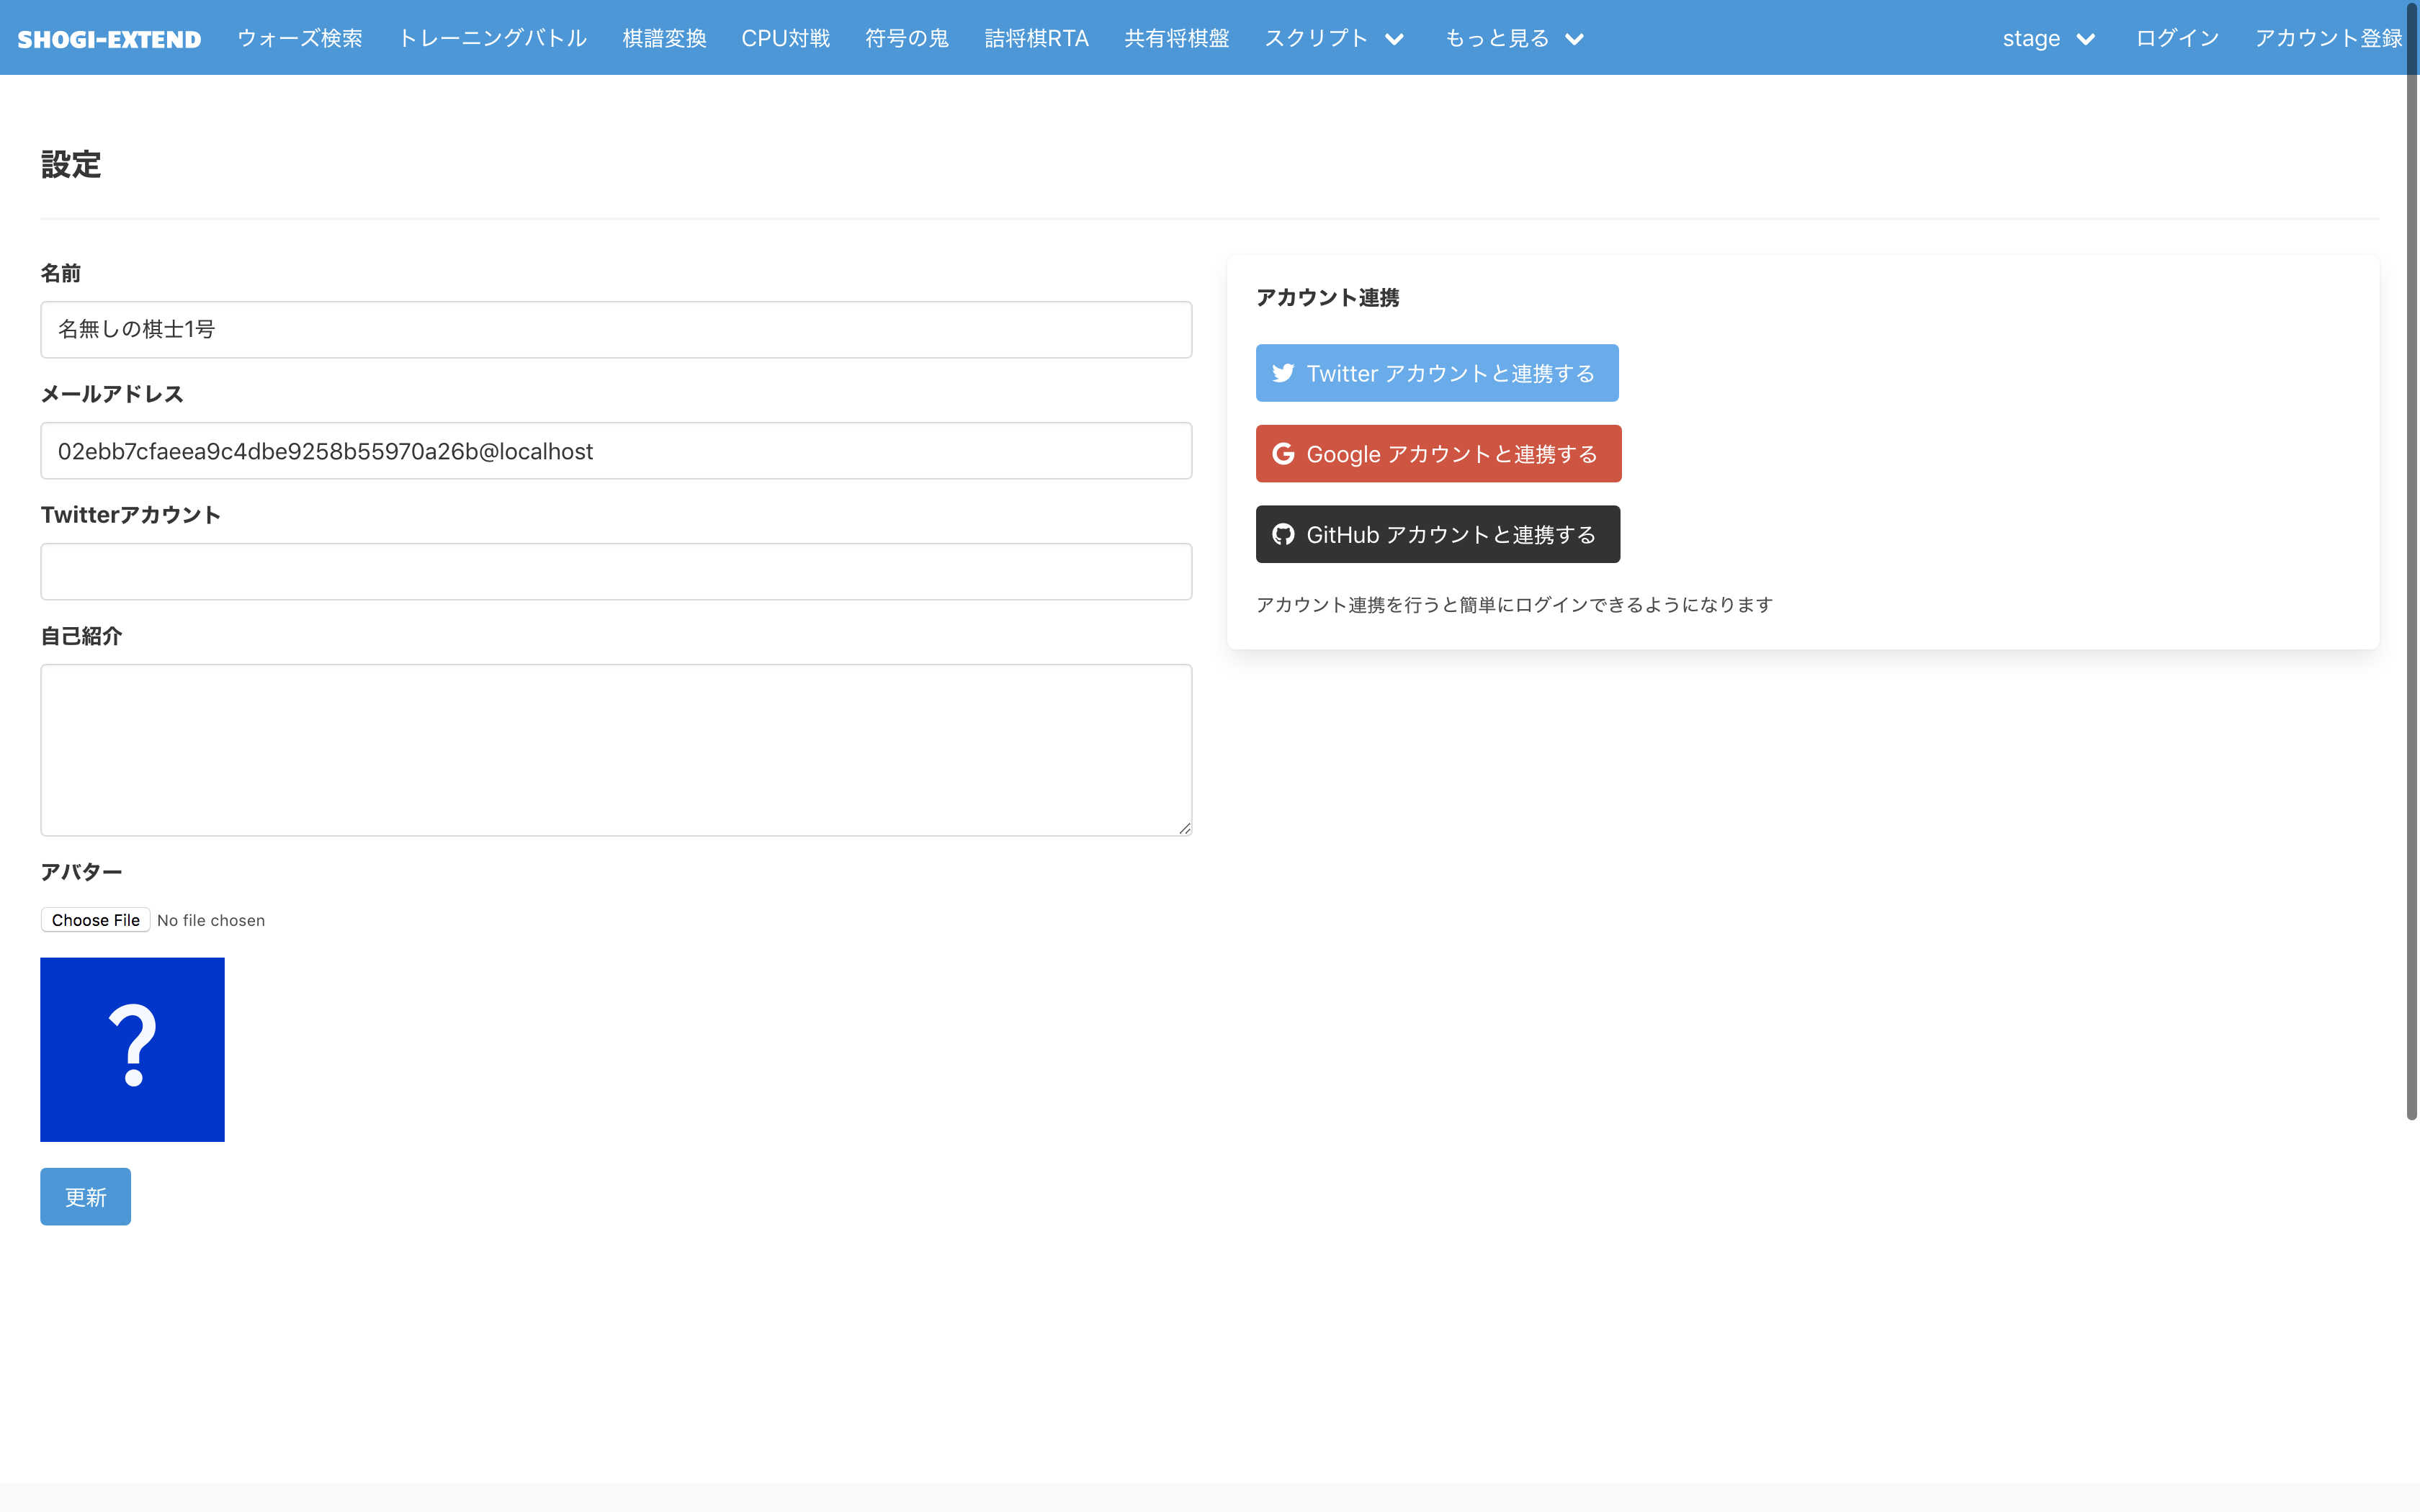 SHOGI-EXTEND ウォーズ検索 トレーニングバトル 棋譜変換 CPU対戦 符号の鬼 詰将棋RTA 共有将棋盤 スクリプト もっと見る stage ログイン アカウント登録
設定
名前
名無しの棋士1号
メールアドレス
02ebb7cfaeea9c4dbe9258b55970a26b@localhost
Twitterアカウント
自己紹介
アバター
Choose File No file chosen
?
更新
アカウント連携
Twitter アカウントと連携する
Google アカウントと連携する
GitHub アカウントと連携する
アカウント連携を行うと簡単にログインできるようになります